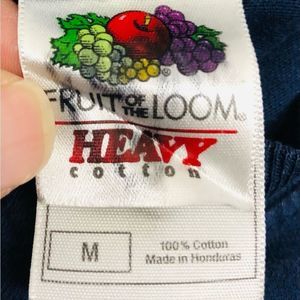 FRUIT OF THE LOOM®
HEAVY
cotton
M
100% Cotton
Made in Honduras